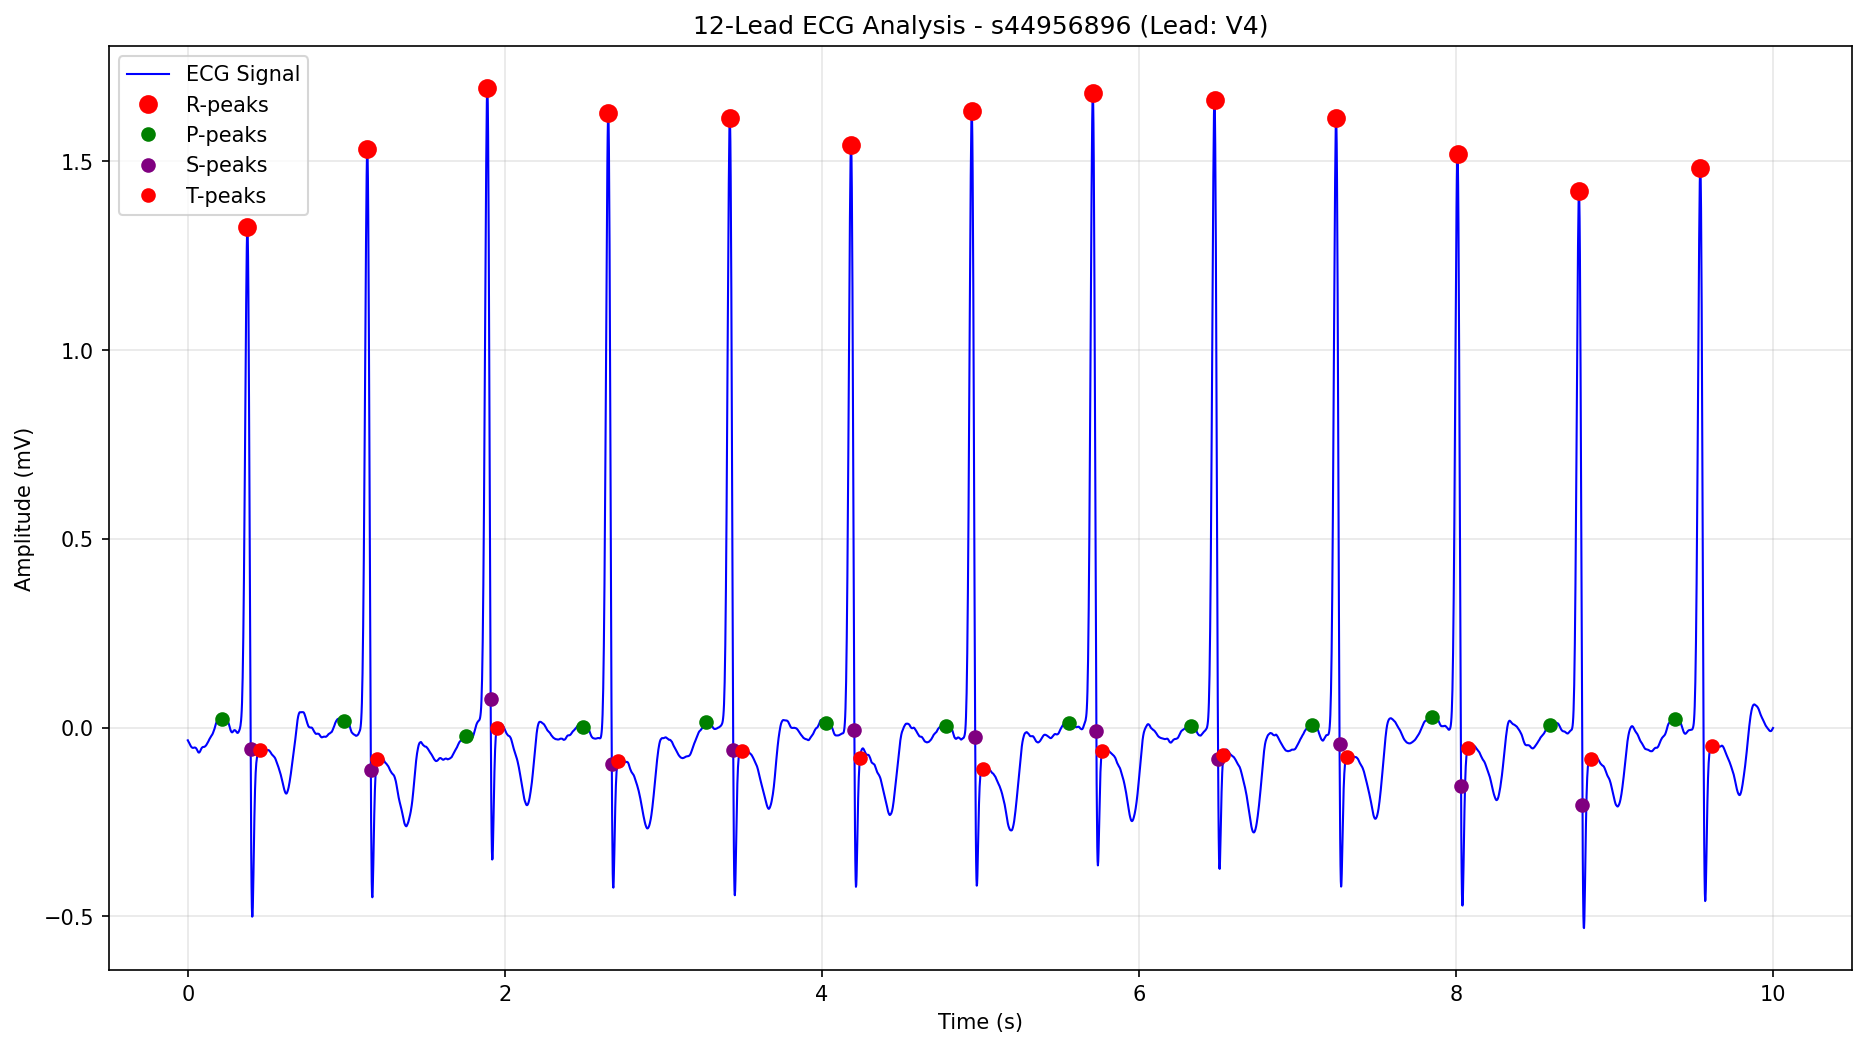 12-Lead ECG Analysis - s44956896 (Lead: V4)
ECG Signal
R-peaks
P-peaks
S-peaks
T-peaks
Amplitude (mV)
1.5
1.0
0.5
0.0
−0.5
0 2 4 6 8 10
Time (s)